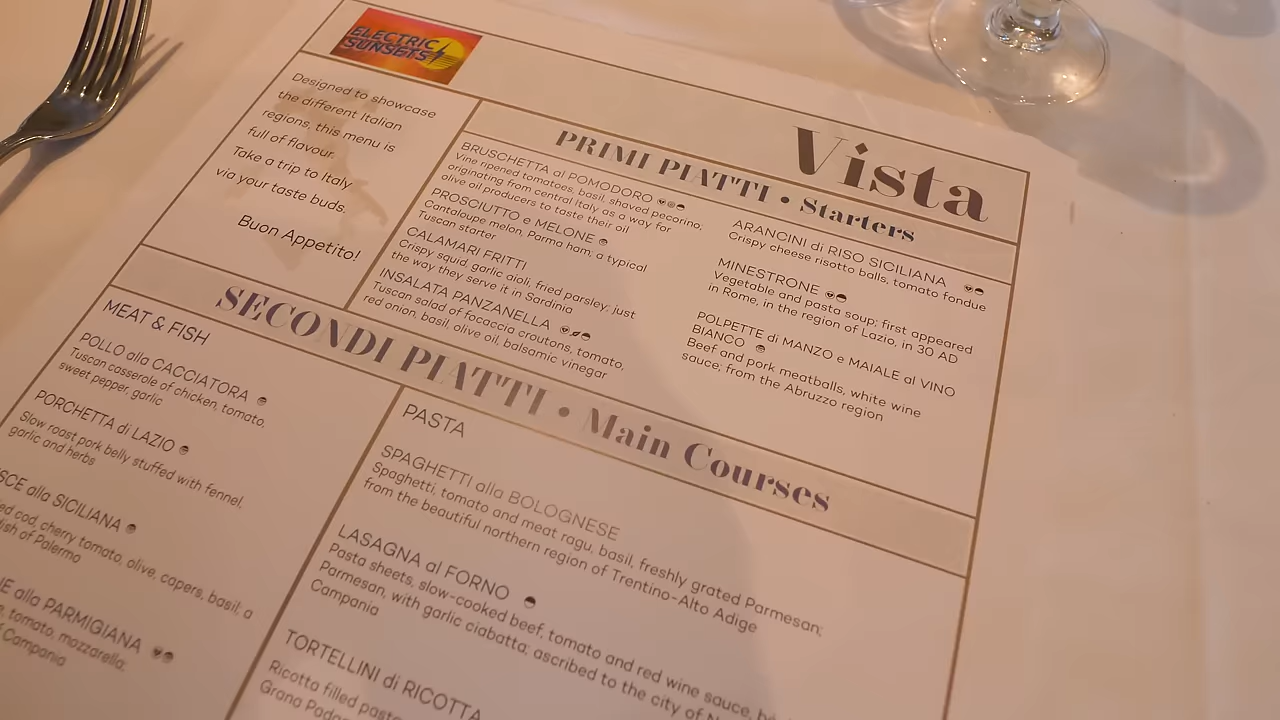 ELECTRIC
SUNSETS
Designed to showcase
the different Italian
regions, this menu is
full of flavour.
Take a trip to Italy
via your taste buds.
Buon Appetito!
Vista
PRIMI PIATTI • Starters
BRUSCHETTA al POMODORO
Vine ripened tomatoes, basil, shaved pecorino;
originating from central Italy as a way for
olive oil producers to taste their oil
PROSCIUTTO e MELONE
Cantaloupe melon, Parma ham; a typical
Tuscan starter
CALAMARI FRITTI
Crispy squid, garlic aioli, fried parsley; just
the way they serve it in Sardinia
INSALATA PANZANELLA
Tuscan salad of focaccia croutons, tomato,
red onion, basil, olive oil, balsamic vinegar
ARANCINI di RISO SICILIANA
Crispy cheese risotto balls, tomato fondue
MINESTRONE
Vegetable and pasta soup; first appeared
in Rome, in the region of Lazio, in 30 AD
POLPETTE di MANZO e MAIALE al VINO
BIANCO
Beef and pork meatballs, white wine
sauce; from the Abruzzo region
SECONDI PIATTI • Main Courses
MEAT & FISH
POLLO alla CACCIATORA
Tuscan casserole of chicken, tomato,
sweet pepper, garlic
PORCHETTA di LAZIO
Slow roast pork belly stuffed with fennel,
garlic and herbs
alla SICILIANA
cod, cherry tomato, olive, capers, basil; a
of Palermo
alla PARMIGIANA
tomato, mozzarella;
Campania
PASTA
SPAGHETTI alla BOLOGNESE
Spaghetti, tomato and meat ragu, basil, freshly grated Parmesan;
from the beautiful northern region of Trentino-Alto Adige
LASAGNA al FORNO
Pasta sheets, slow-cooked beef, tomato and red wine sauce,
Parmesan, with garlic ciabatta; ascribed to the city of
Campania
TORTELLINI di RICOTTA
Ricotta filled
Grana